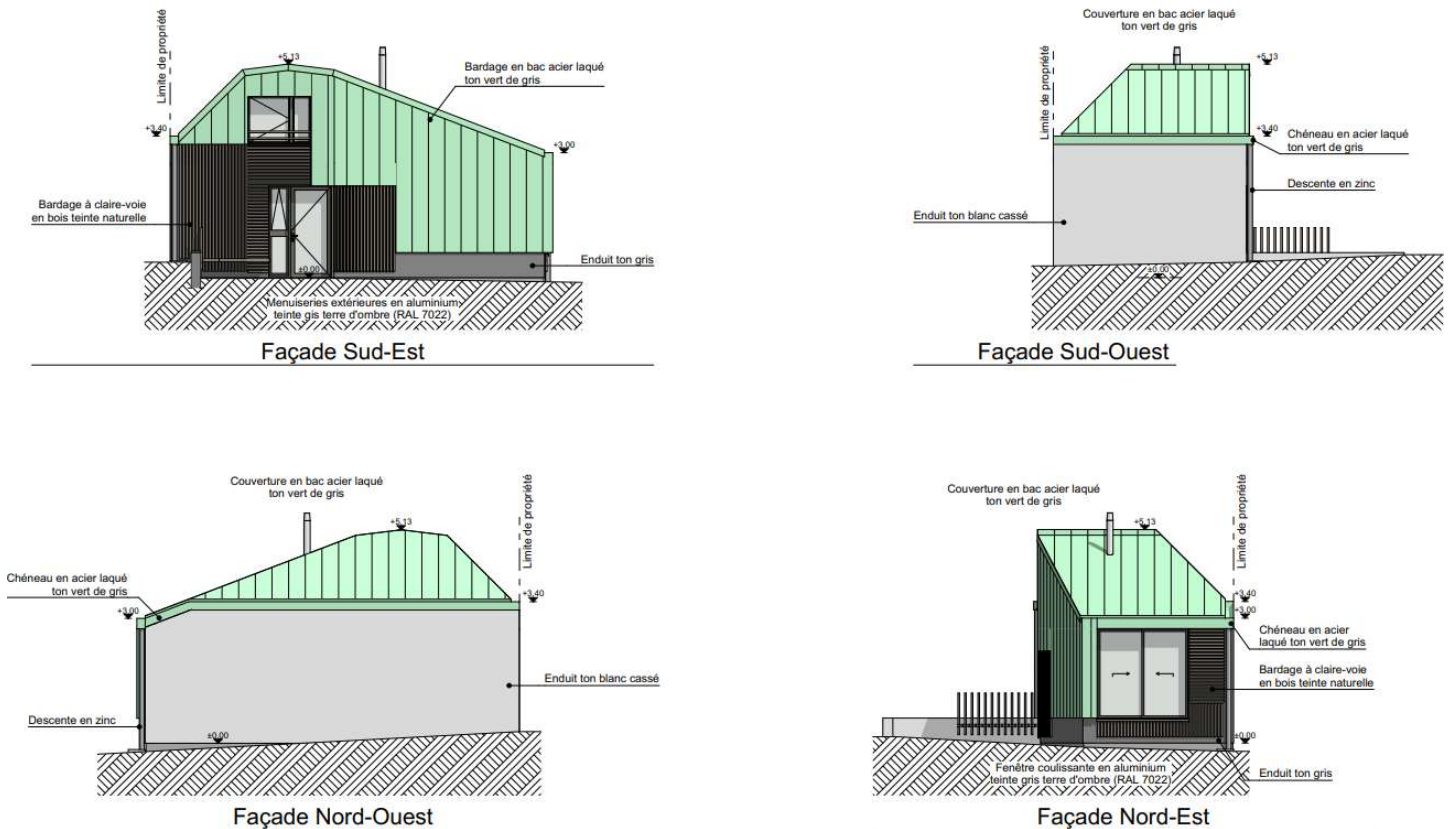 Limite de propriété
+5.13
Bardage en bac acier laqué
ton vert de gris
+3.40
+3.00
Bardage à claire-voie
en bois teinte naturelle
Enduit ton gris
±0.00
Menuiseries extérieures en aluminium
teinte gis terre d'ombre (RAL 7022)
Façade Sud-Est
Couverture en bac acier laqué
ton vert de gris
Limite de propriété
+5.13
+3.40
Chéneau en acier laqué
ton vert de gris
Descente en zinc
Enduit ton blanc cassé
±0.00
Façade Sud-Ouest
Couverture en bac acier laqué
ton vert de gris
Limite de propriété
+5.13
Chéneau en acier laqué
ton vert de gris
+3.40
+3.00
Enduit ton blanc cassé
Descente en zinc
±0.00
Façade Nord-Ouest
Couverture en bac acier laqué
ton vert de gris
Limite de propriété
+5.13
+3.40
+3.00
Chéneau en acier
laqué ton vert de gris
Bardage à claire-voie
en bois teinte naturelle
±0.00
Fenêtre coulissante en aluminium
teinte gris terre d'ombre (RAL 7022)
Enduit ton gris
Façade Nord-Est